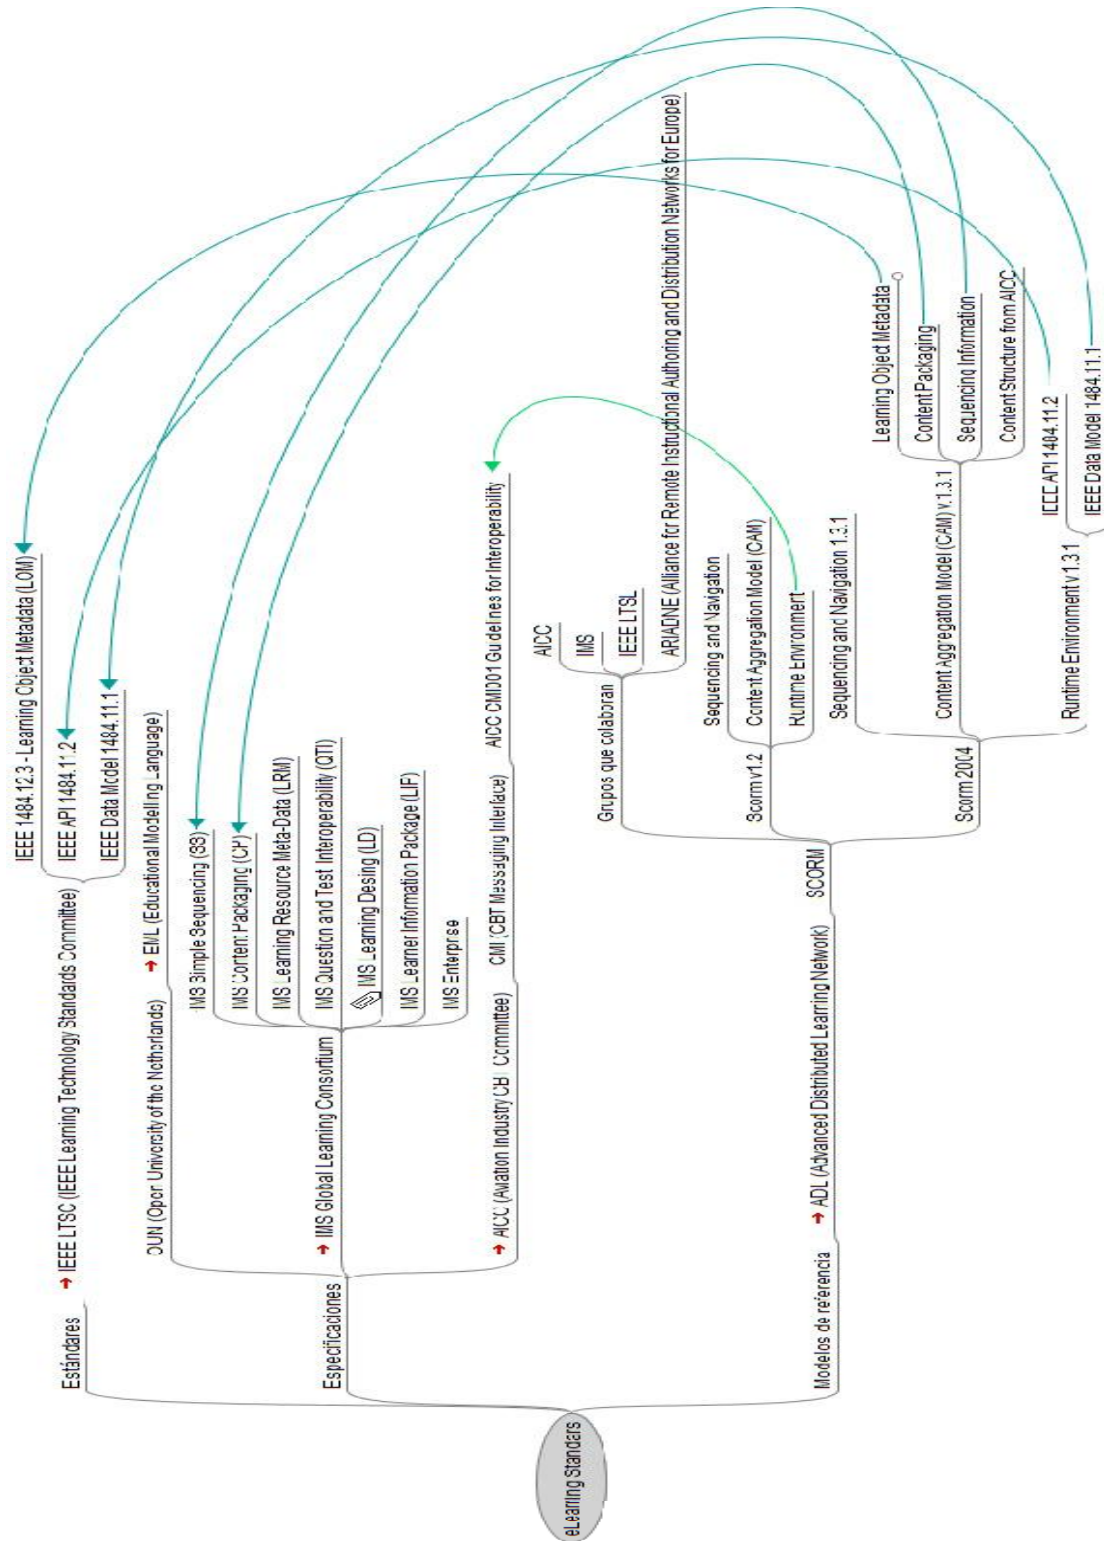 eLearning Standars
Estándares
IEEE LTSC (IEEE Learning Technology Standards Committee)
IEEE 1484.12.3 - Learning Object Metadata (LOM)
IEEE API 1484.11.2
IEEE Data Model 1484.11.1
Especificaciones
OUN (Open University of the Netherlands)
EML (Educational Modelling Language)
IMS Global Learning Consortium
IMS Simple Sequencing (SS)
IMS Content Packaging (CP)
IMS Learning Resource Meta-Data (LRM)
IMS Question and Test Interoperability (QTI)
IMS Learning Desing (LD)
IMS Learner Information Package (LIF)
IMS Enterprise
AICC (Aviation Industry CBT Committee)
CMI (CBT Messaging Interface)
AICC CMI001 Guidelines for Interoperability
Modelos de referencia
ADL (Advanced Distributed Learning Network)
SCORM
Grupos que colaboran
AICC
IMS
IEEE LTSL
ARIADNE (Alliance for Remote Instructional Authoring and Distribution Networks for Europe)
Scorm v1.2
Sequencing and Navigation
Content Aggregation Model (CAM)
Runtime Environment
Scorm 2004
Sequencing and Navigation 1.3.1
Content Aggregation Model (CAM) v.1.3.1
Learning Object Metadata
Content Packaging
Sequencing Information
Content Structure from AICC
Runtime Environment v 1.3.1
IEEE API 1484.11.2
IEEE Data Model 1484.11.1